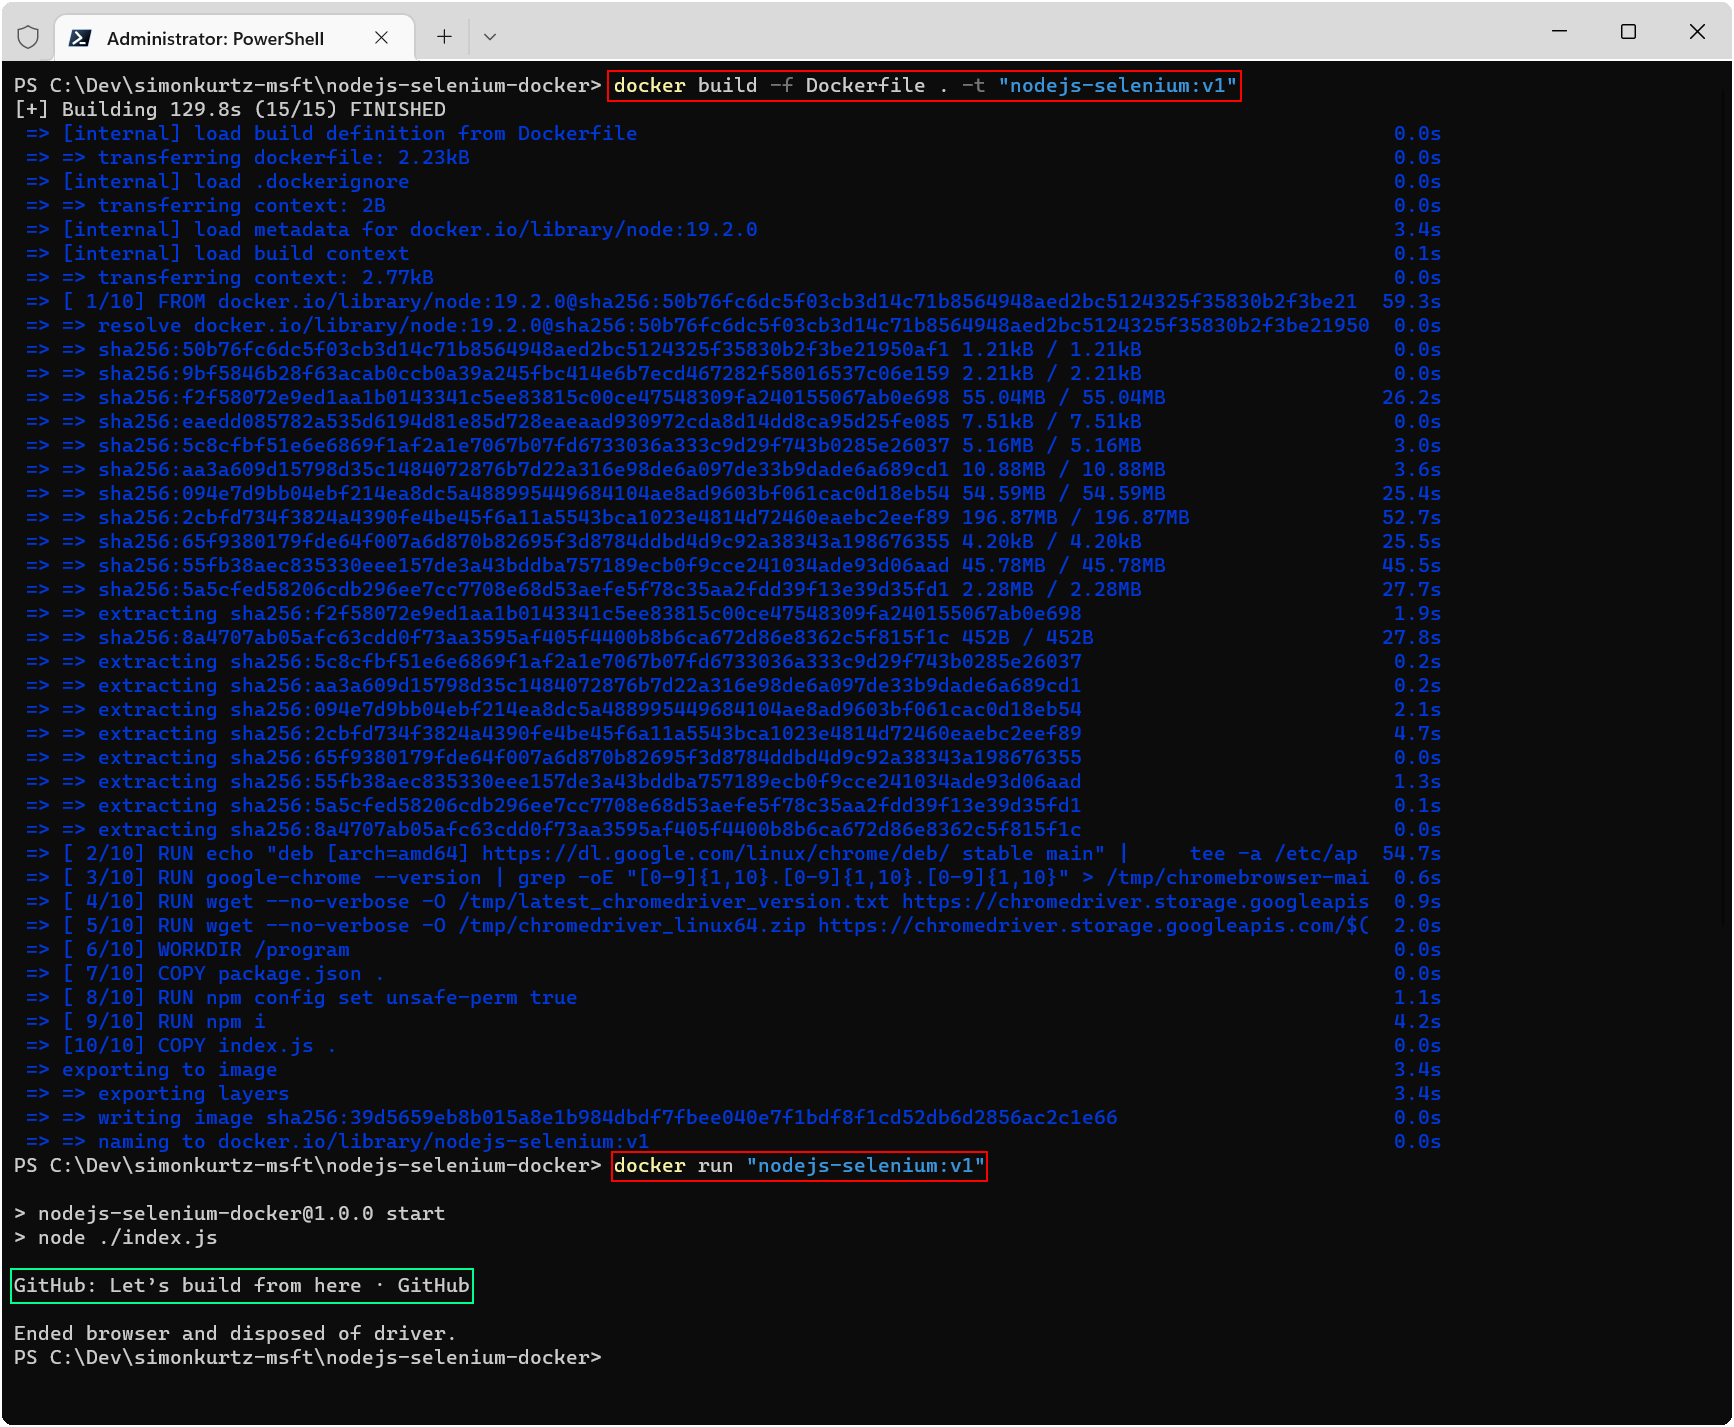 Administrator: PowerShell
PS C:\Dev\simonkurtz-msft\nodejs-selenium-docker> docker build -f Dockerfile . -t "nodejs-selenium:v1"
[+] Building 129.8s (15/15) FINISHED
=> [internal] load build definition from Dockerfile 0.0s
=> => transferring dockerfile: 2.23kB 0.0s
=> [internal] load .dockerignore 0.0s
=> => transferring context: 2B 0.0s
=> [internal] load metadata for docker.io/library/node:19.2.0 3.4s
=> [internal] load build context 0.1s
=> => transferring context: 2.77kB 0.0s
=> [ 1/10] FROM docker.io/library/node:19.2.0@sha256:50b76fc6dc5f03cb3d14c71b8564948aed2bc5124325f35830b2f3be21 59.3s
=> => resolve docker.io/library/node:19.2.0@sha256:50b76fc6dc5f03cb3d14c71b8564948aed2bc5124325f35830b2f3be21950 0.0s
=> => sha256:50b76fc6dc5f03cb3d14c71b8564948aed2bc5124325f35830b2f3be21950af1 1.21kB / 1.21kB 0.0s
=> => sha256:9bf5846b28f63acab0ccb0a39a245fbc414e6b7ecd467282f58016537c06e159 2.21kB / 2.21kB 0.0s
=> => sha256:f2f58072e9ed1aa1b0143341c5ee83815c00ce47548309fa240155067ab0e698 55.04MB / 55.04MB 26.2s
=> => sha256:eaedd085782a535d6194d81e85d728eaeaad930972cda8d14dd8ca95d25fe085 7.51kB / 7.51kB 0.0s
=> => sha256:5c8cfbf51e6e6869f1af2a1e7067b07fd6733036a333c9d29f743b0285e26037 5.16MB / 5.16MB 3.0s
=> => sha256:aa3a609d15798d35c1484072876b7d22a316e98de6a097de33b9dade6a689cd1 10.88MB / 10.88MB 3.6s
=> => sha256:094e7d9bb04ebf214ea8dc5a488995449684104ae8ad9603bf061cac0d18eb54 54.59MB / 54.59MB 25.4s
=> => sha256:2cbfd734f3824a4390fe4be45f6a11a5543bca1023e4814d72460eaebc2eef89 196.87MB / 196.87MB 52.7s
=> => sha256:65f9380179fde64f007a6d870b82695f3d8784ddbd4d9c92a38343a198676355 4.20kB / 4.20kB 25.5s
=> => sha256:55fb38aec835330eee157de3a43bddba757189ecb0f9cce241034ade93d06aad 45.78MB / 45.78MB 45.5s
=> => sha256:5a5cfed58206cdb296ee7cc7708e68d53aefe5f78c35aa2fdd39f13e39d35fd1 2.28MB / 2.28MB 27.7s
=> => extracting sha256:f2f58072e9ed1aa1b0143341c5ee83815c00ce47548309fa240155067ab0e698 1.9s
=> => sha256:8a4707ab05afc63cdd0f73aa3595af405f4400b8b6ca672d86e8362c5f815f1c 452B / 452B 27.8s
=> => extracting sha256:5c8cfbf51e6e6869f1af2a1e7067b07fd6733036a333c9d29f743b0285e26037 0.2s
=> => extracting sha256:aa3a609d15798d35c1484072876b7d22a316e98de6a097de33b9dade6a689cd1 0.2s
=> => extracting sha256:094e7d9bb04ebf214ea8dc5a488995449684104ae8ad9603bf061cac0d18eb54 2.1s
=> => extracting sha256:2cbfd734f3824a4390fe4be45f6a11a5543bca1023e4814d72460eaebc2eef89 4.7s
=> => extracting sha256:65f9380179fde64f007a6d870b82695f3d8784ddbd4d9c92a38343a198676355 0.0s
=> => extracting sha256:55fb38aec835330eee157de3a43bddba757189ecb0f9cce241034ade93d06aad 1.3s
=> => extracting sha256:5a5cfed58206cdb296ee7cc7708e68d53aefe5f78c35aa2fdd39f13e39d35fd1 0.1s
=> => extracting sha256:8a4707ab05afc63cdd0f73aa3595af405f4400b8b6ca672d86e8362c5f815f1c 0.0s
=> [ 2/10] RUN echo "deb [arch=amd64] https://dl.google.com/linux/chrome/deb/ stable main" |     tee -a /etc/ap 54.7s
=> [ 3/10] RUN google-chrome --version | grep -oE "[0-9]{1,10}.[0-9]{1,10}.[0-9]{1,10}" > /tmp/chromebrowser-mai 0.6s
=> [ 4/10] RUN wget --no-verbose -O /tmp/latest_chromedriver_version.txt https://chromedriver.storage.googleapis 0.9s
=> [ 5/10] RUN wget --no-verbose -O /tmp/chromedriver_linux64.zip https://chromedriver.storage.googleapis.com/$( 2.0s
=> [ 6/10] WORKDIR /program 0.0s
=> [ 7/10] COPY package.json . 0.0s
=> [ 8/10] RUN npm config set unsafe-perm true 1.1s
=> [ 9/10] RUN npm i 4.2s
=> [10/10] COPY index.js . 0.0s
=> exporting to image 3.4s
=> => exporting layers 3.4s
=> => writing image sha256:39d5659eb8b015a8e1b984dbdf7fbee040e7f1bdf8f1cd52db6d2856ac2c1e66 0.0s
=> => naming to docker.io/library/nodejs-selenium:v1 0.0s
PS C:\Dev\simonkurtz-msft\nodejs-selenium-docker> docker run "nodejs-selenium:v1"
> nodejs-selenium-docker@1.0.0 start
> node ./index.js
GitHub: Let’s build from here · GitHub
Ended browser and disposed of driver.
PS C:\Dev\simonkurtz-msft\nodejs-selenium-docker>